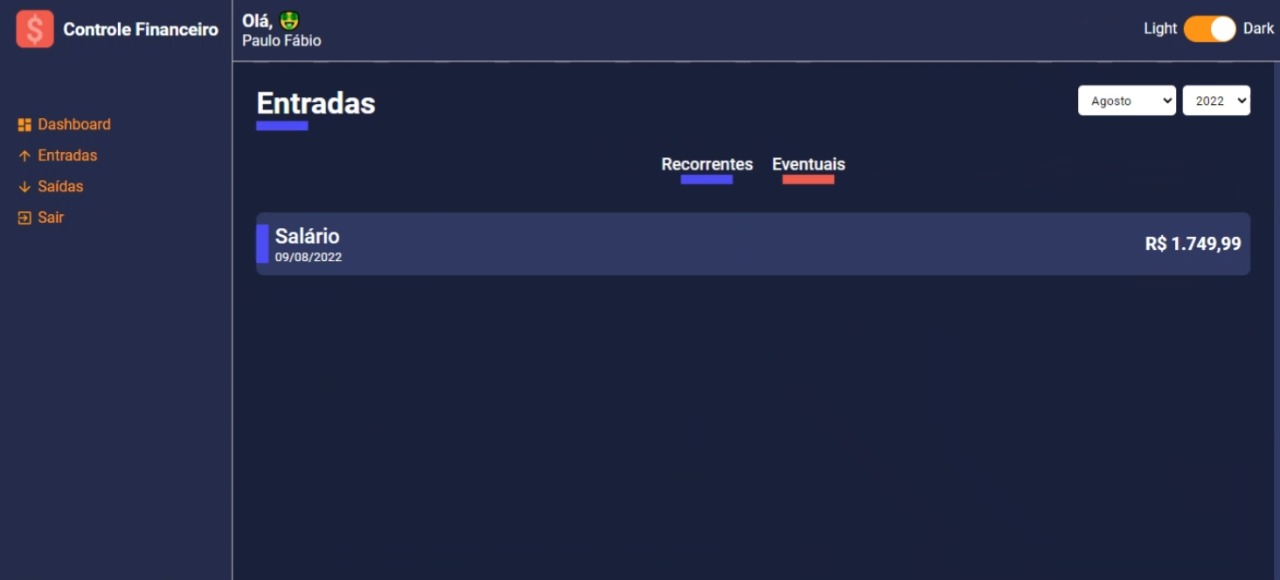 Controle Financeiro
Olá,
Paulo Fábio
Light Dark
Dashboard
Entradas
Saídas
Sair
Entradas
Agosto 2022
Recorrentes Eventuais
Salário
09/08/2022
R$ 1.749,99